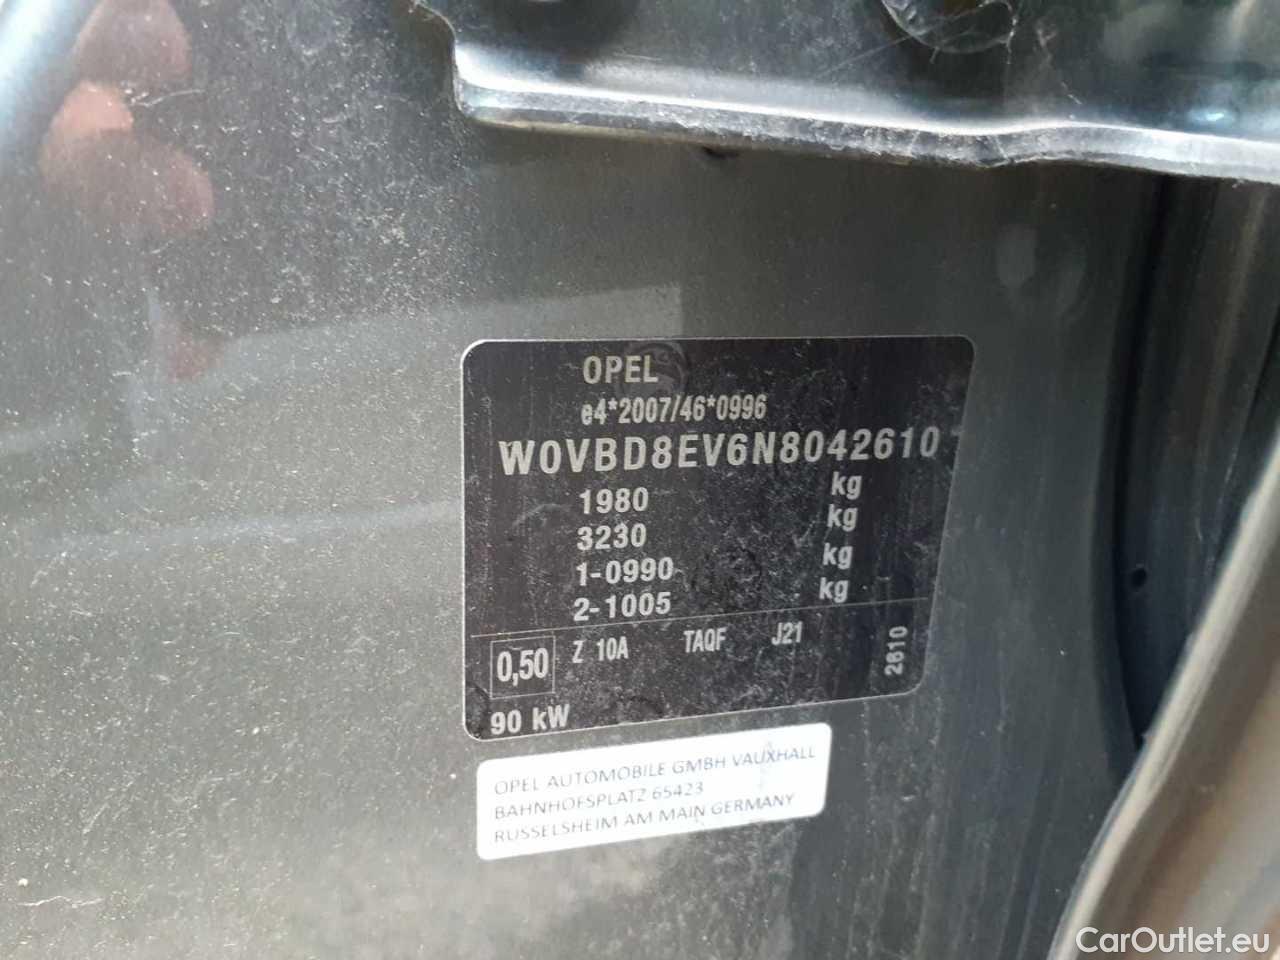 OPEL
e4*2007/46*0996
W0VBD8EV6N8042610
1980 kg
3230 kg
1-0990 kg
2-1005 kg
0,50 Z 10A TAQF J21 2610
90 kW
OPEL AUTOMOBILE GMBH VAUXHALL
BAHNHOFSPLATZ 65423
RUSSELSHEIM AM MAIN GERMANY
CarOutlet.eu